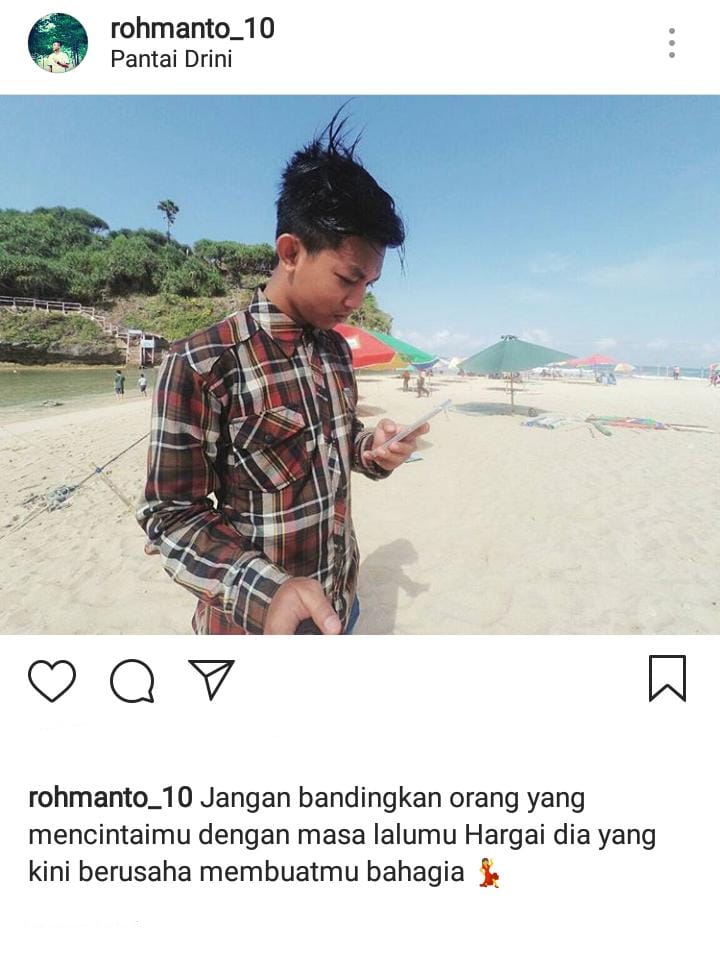 rohmanto_10
Pantai Drini
rohmanto_10 Jangan bandingkan orang yang
mencintaimu dengan masa lalumu Hargai dia yang
kini berusaha membuatmu bahagia 💃